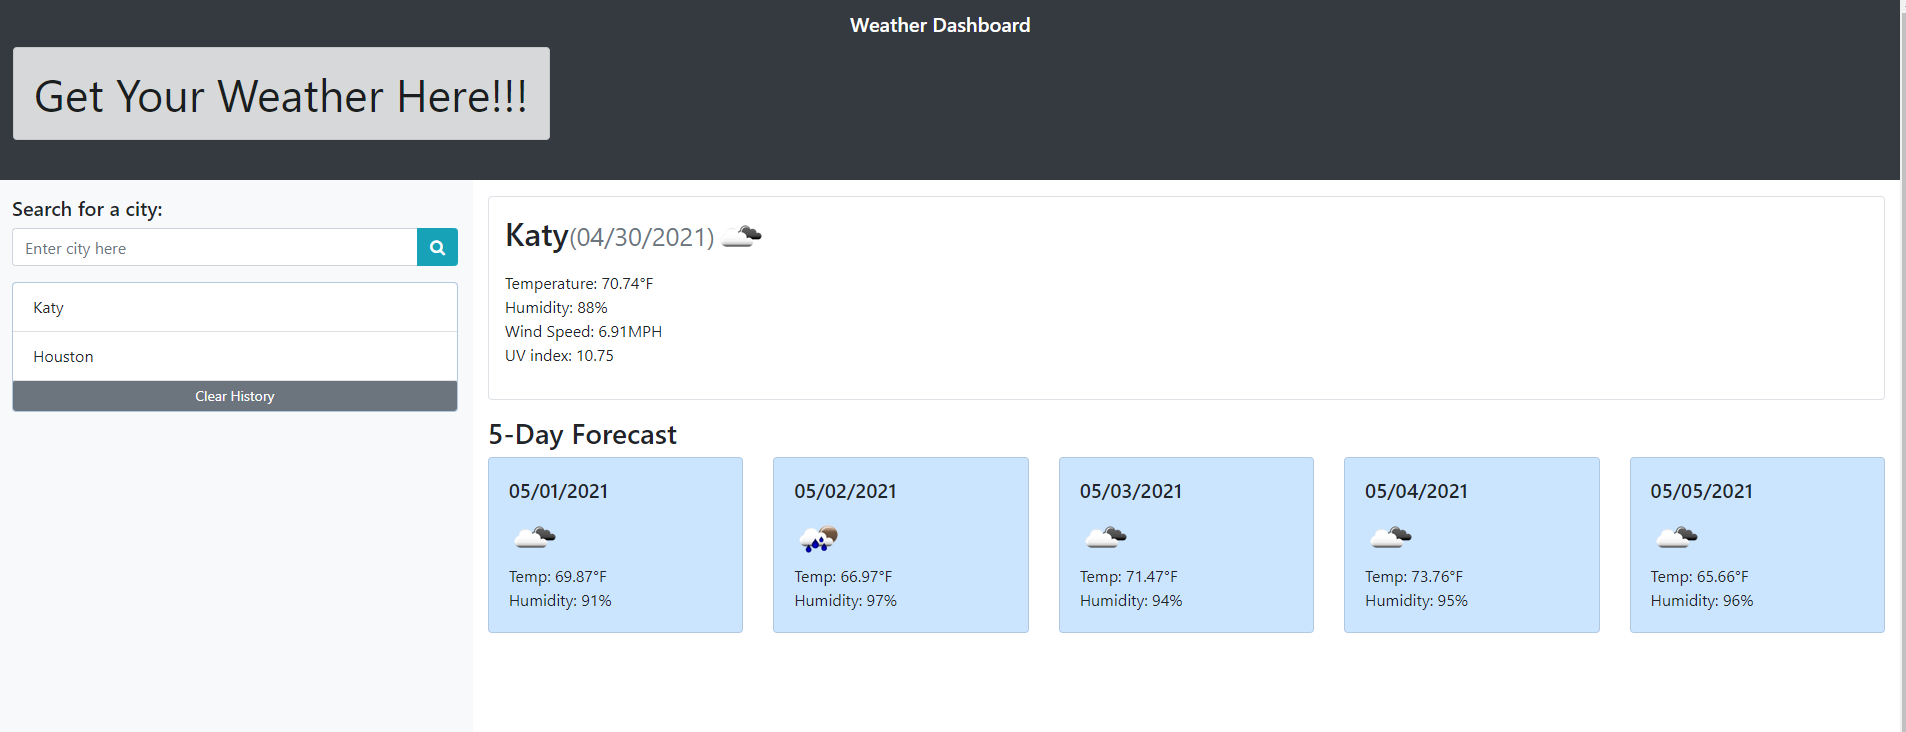 Weather Dashboard
Get Your Weather Here!!!
Search for a city:
Enter city here
Katy
Houston
Clear History
Katy(04/30/2021)
Temperature: 70.74°F
Humidity: 88%
Wind Speed: 6.91MPH
UV index: 10.75
5-Day Forecast
05/01/2021
Temp: 69.87°F
Humidity: 91%
05/02/2021
Temp: 66.97°F
Humidity: 97%
05/03/2021
Temp: 71.47°F
Humidity: 94%
05/04/2021
Temp: 73.76°F
Humidity: 95%
05/05/2021
Temp: 65.66°F
Humidity: 96%